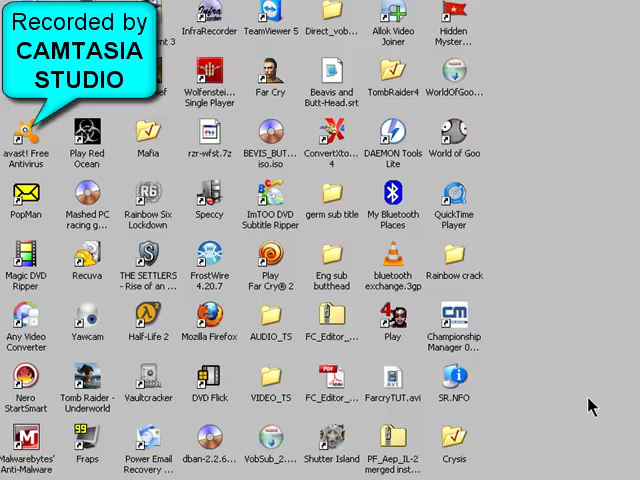 Recorded by
CAMTASIA
STUDIO
InfraRecorder
TeamViewer 5
Direct_vob...
Allok Video
Joiner
Hidden
Myster...
Wolfenstei...
Single Player
Far Cry
Beavis and
Butt-Head.srt
TombRaider4
WorldOfGoo...
avast! Free
Antivirus
Play Red
Ocean
Mafia
rzr-wfst.7z
BEVIS_BUT...
iso.iso
ConvertXto...
4
DAEMON Tools
Lite
World of Goo
PopMan
Mashed PC
racing g...
Rainbow Six
Lockdown
Speccy
ImTOO DVD
Subtitle Ripper
germ sub title
My Bluetooth
Places
QuickTime
Player
Magic DVD
Ripper
Recuva
THE SETTLERS
- Rise of an ...
FrostWire
4.20.7
Play
Far Cry® 2
Eng sub
butthead
bluetooth
exchange.3gp
Rainbow crack
Any Video
Converter
Yawcam
Half-Life 2
Mozilla Firefox
AUDIO_TS
FC_Editor_...
Play
Championship
Manager 0...
Nero
StartSmart
Tomb Raider -
Underworld
Vaultcracker
DVD Flick
VIDEO_TS
FC_Editor_...
FarcryTUT.avi
SR.NFO
Malwarebytes'
Anti-Malware
Fraps
Power Email
Recovery ...
dban-2.2.6...
VobSub_2....
Shutter Island
PF_Aep_IL-2
merged inst...
Crysis